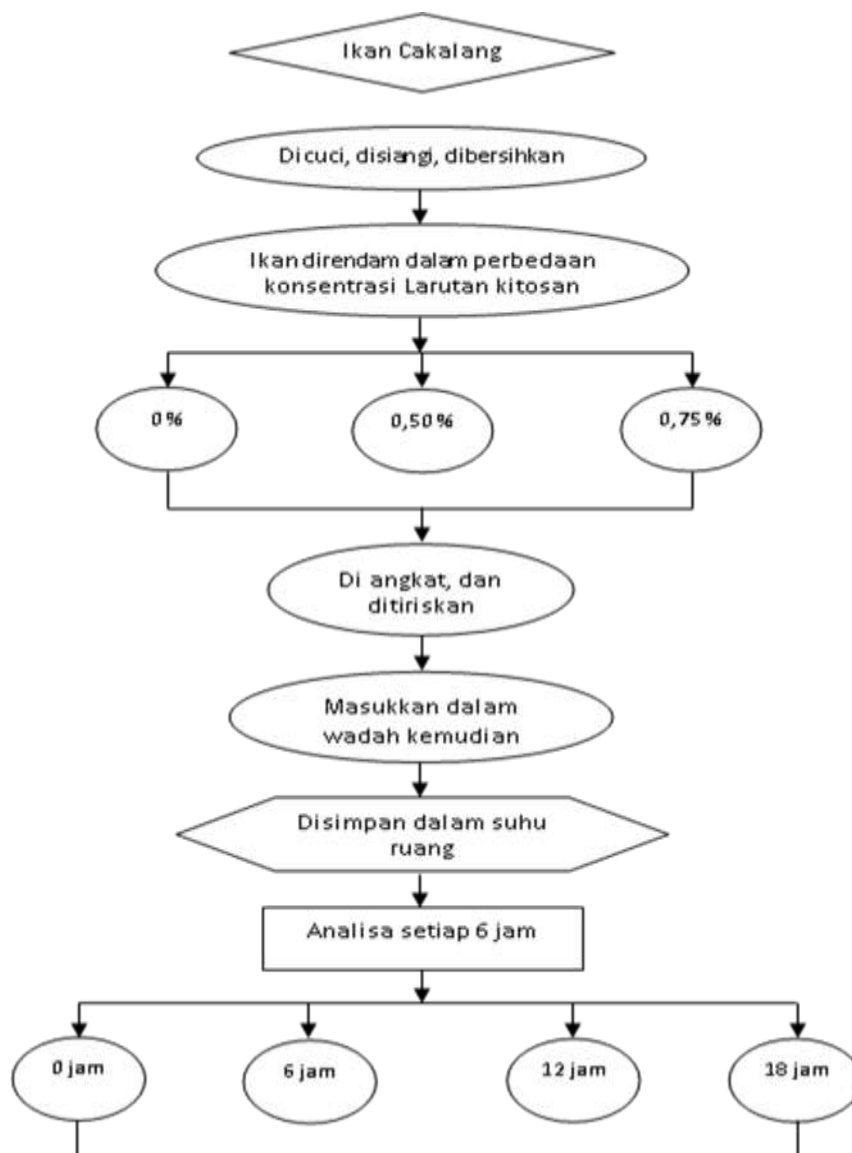 Ikan Cakalang
Dicuci, disiangi, dibersihkan
Ikan direndam dalam perbedaan
konsentrasi Larutan kitosan
0 %
0,50 %
0,75 %
Di angkat, dan
ditiriskan
Masukkan dalam
wadah kemudian
Disimpan dalam suhu
ruang
Analisa setiap 6 jam
0 jam
6 jam
12 jam
18 jam